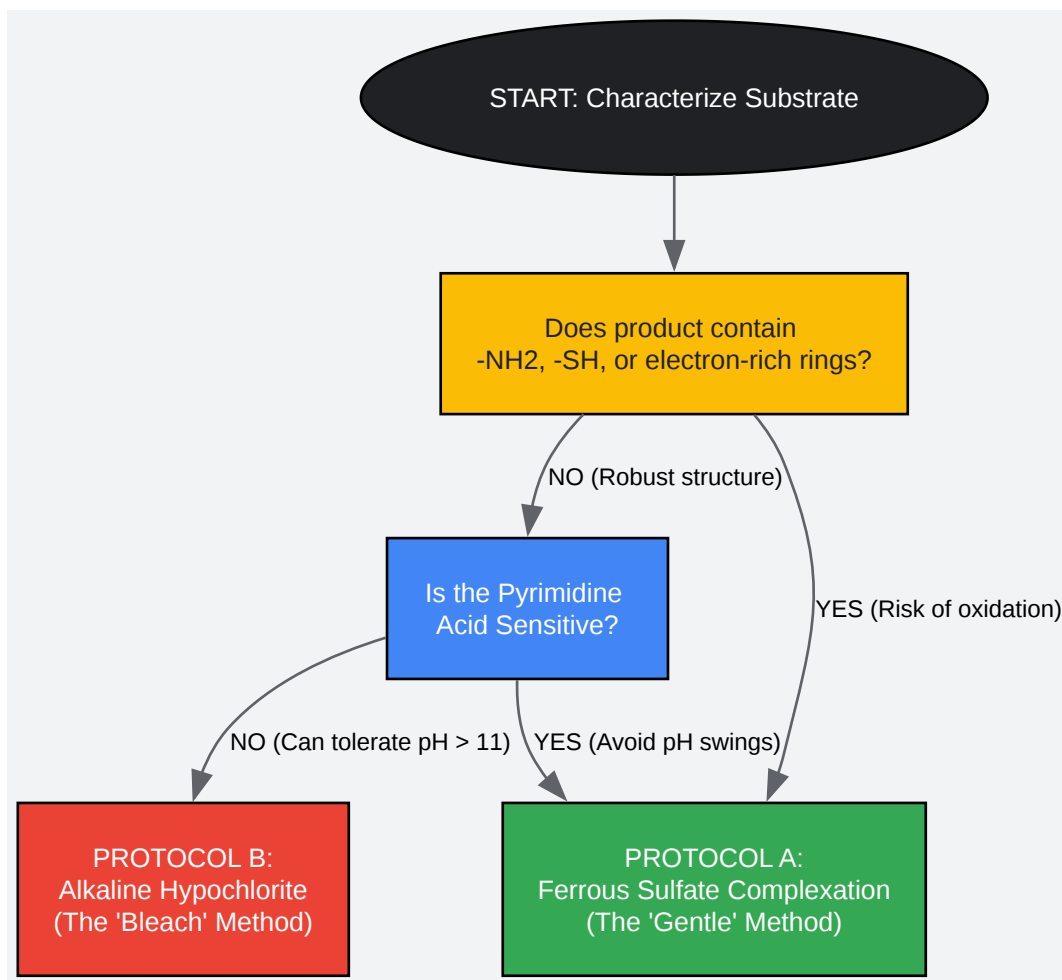 START: Characterize Substrate
Does product contain
-NH2, -SH, or electron-rich rings?
NO (Robust structure)
YES (Risk of oxidation)
Is the Pyrimidine
Acid Sensitive?
NO (Can tolerate pH > 11)
YES (Avoid pH swings)
PROTOCOL B:
Alkaline Hypochlorite
(The 'Bleach' Method)
PROTOCOL A:
Ferrous Sulfate Complexation
(The 'Gentle' Method)